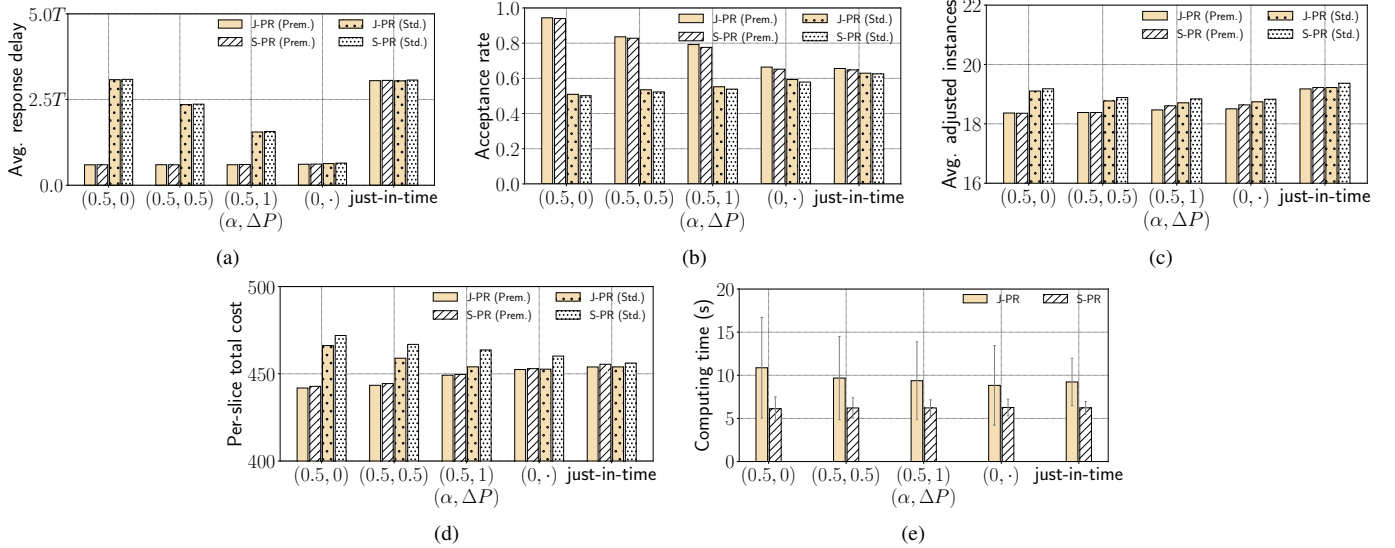 Avg. response delay
5.0T
2.5T
0.0
J-PR (Prem.)
S-PR (Prem.)
J-PR (Std.)
S-PR (Std.)
(0.5, 0) (0.5, 0.5) (0.5, 1) (0, ·) just-in-time
(α, ΔP)
(a)
Acceptance rate
1.0
0.8
0.6
0.4
0.2
0.0
J-PR (Prem.)
S-PR (Prem.)
J-PR (Std.)
S-PR (Std.)
(0.5, 0) (0.5, 0.5) (0.5, 1) (0, ·) just-in-time
(α, ΔP)
(b)
Avg. adjusted instances
22
20
18
16
J-PR (Prem.)
S-PR (Prem.)
J-PR (Std.)
S-PR (Std.)
(0.5, 0) (0.5, 0.5) (0.5, 1) (0, ·) just-in-time
(α, ΔP)
(c)
Per-slice total cost
500
450
400
J-PR (Prem.)
S-PR (Prem.)
J-PR (Std.)
S-PR (Std.)
(0.5, 0) (0.5, 0.5) (0.5, 1) (0, ·) just-in-time
(α, ΔP)
(d)
Computing time (s)
20
15
10
5
0
J-PR
S-PR
(0.5, 0) (0.5, 0.5) (0.5, 1) (0, ·) just-in-time
(α, ΔP)
(e)